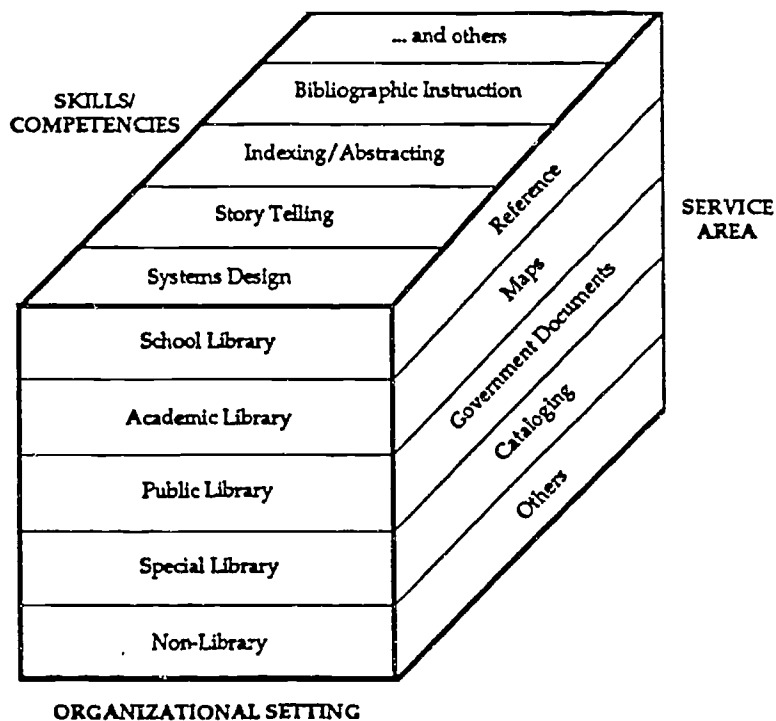 ... and others
Bibliographic Instruction
SKILLS/
COMPETENCIES
Indexing/Abstracting
Story Telling
Systems Design
Reference
Maps
Government Documents
Cataloging
Others
SERVICE
AREA
School Library
Academic Library
Public Library
Special Library
Non-Library
ORGANIZATIONAL SETTING